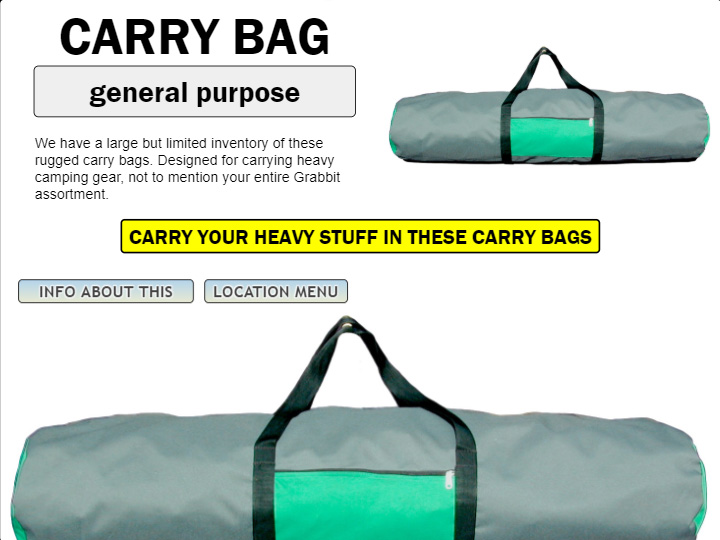 CARRY BAG
general purpose
We have a large but limited inventory of these
rugged carry bags. Designed for carrying heavy
camping gear, not to mention your entire Grabbit
assortment.
CARRY YOUR HEAVY STUFF IN THESE CARRY BAGS
INFO ABOUT THIS
LOCATION MENU